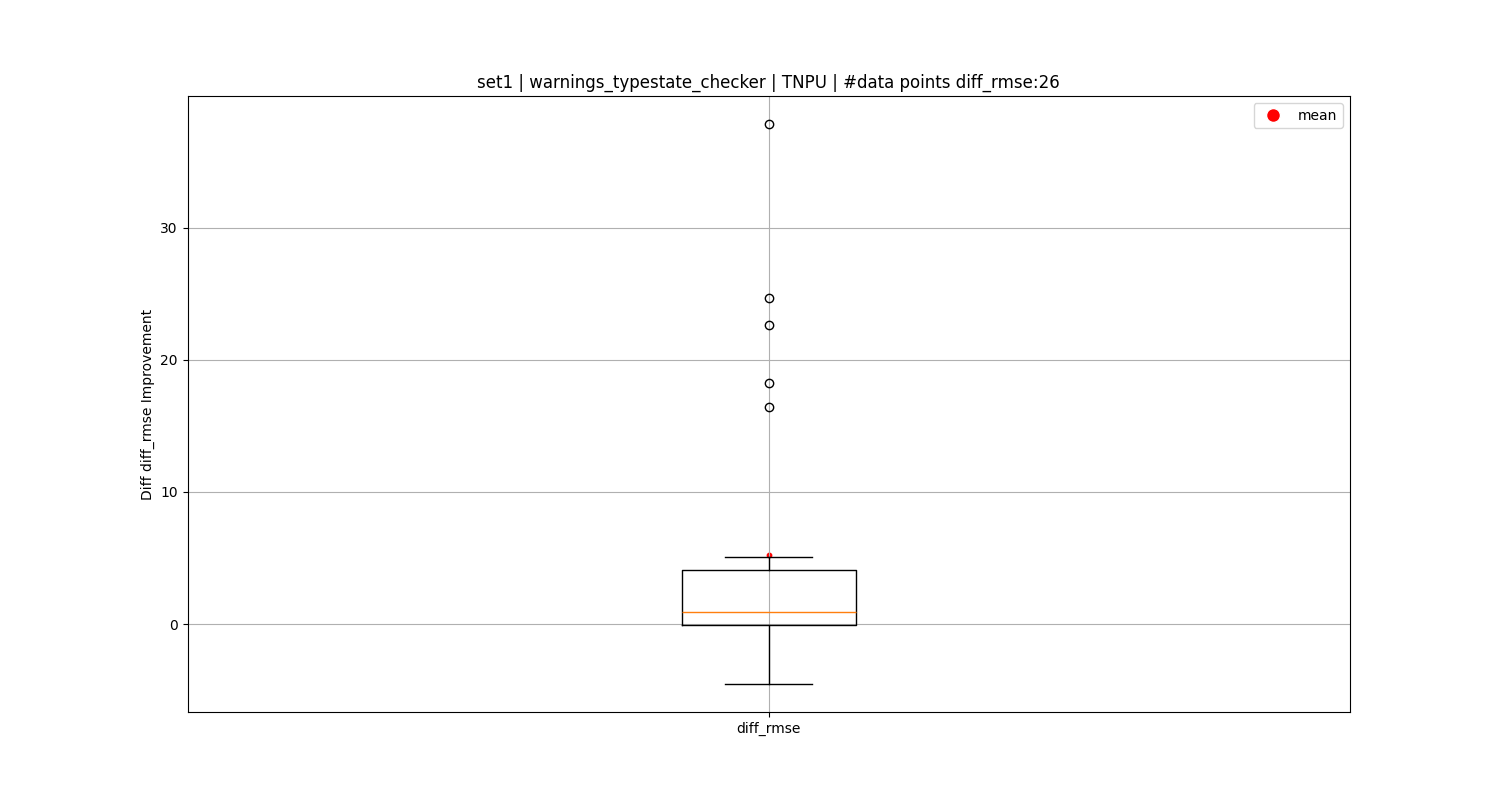 set1 | warnings_typestate_checker | TNPU | #data points diff_rmse:26
mean
30
20
10
0
Diff diff_rmse Improvement
diff_rmse